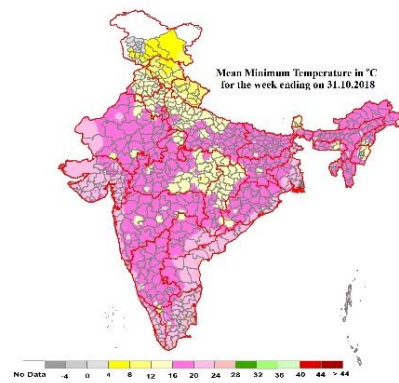 Mean Minimum Temperature in °C
for the week ending on 31.10.2018
No Data -4 0 4 8 12 16 20 24 28 32 36 40 44 > 44